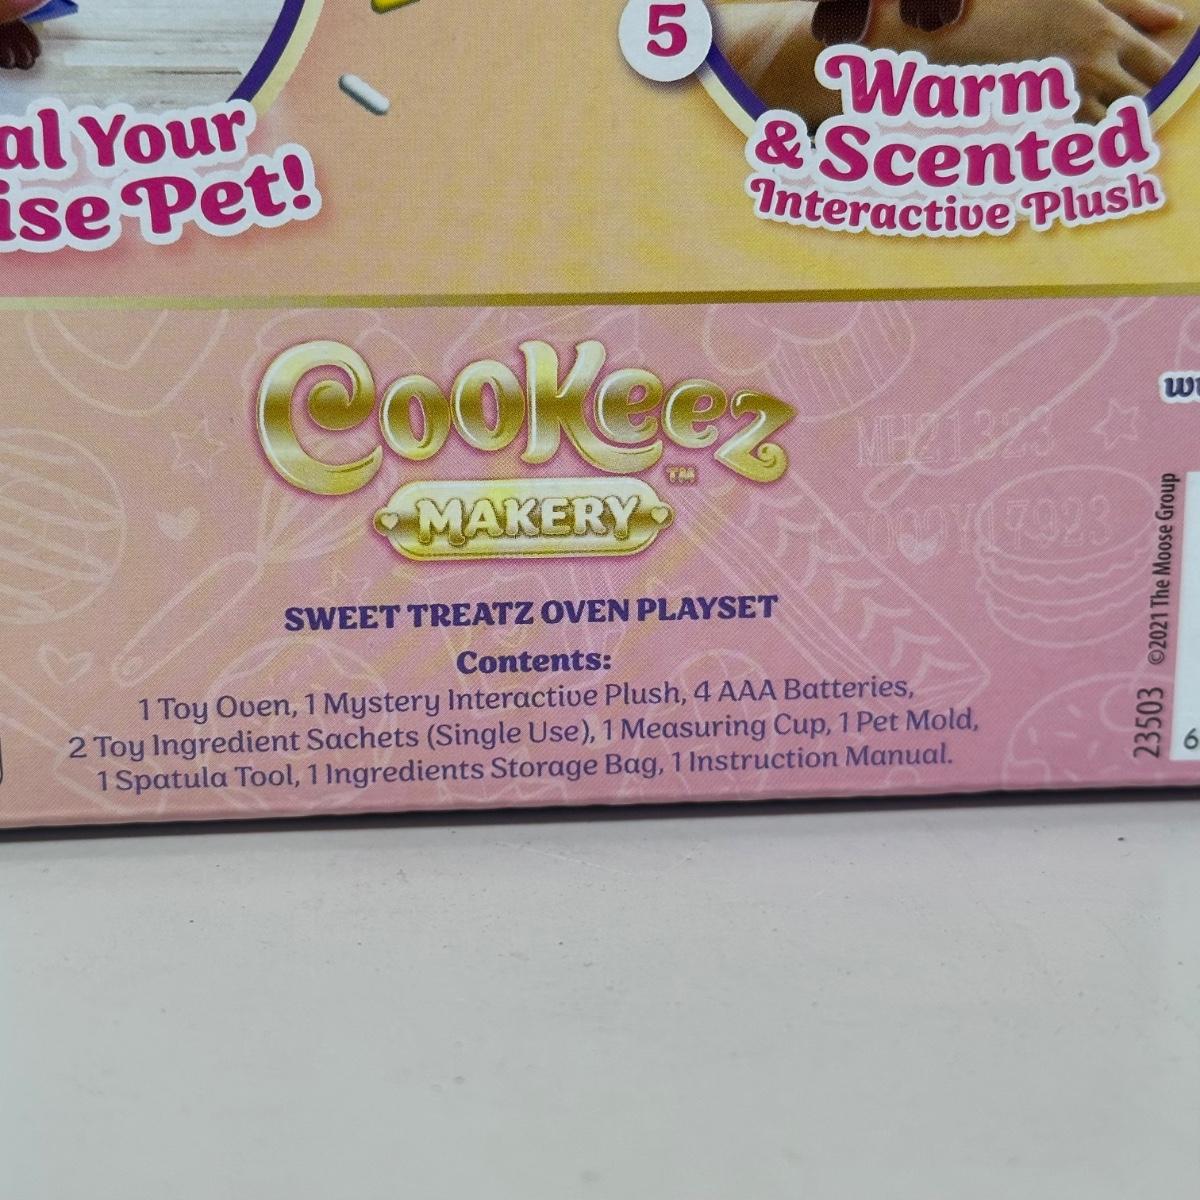 al Your
ise Pet!
5
Warm
& Scented
Interactive Plush
CooKeez
TM
MAKERY
MH21323
SWEET TREATZ OVEN PLAYSET
Contents:
1 Toy Oven, 1 Mystery Interactive Plush, 4 AAA Batteries,
2 Toy Ingredient Sachets (Single Use), 1 Measuring Cup, 1 Pet Mold,
1 Spatula Tool, 1 Ingredients Storage Bag, 1 Instruction Manual.
23503 ©2021 The Moose Group
6